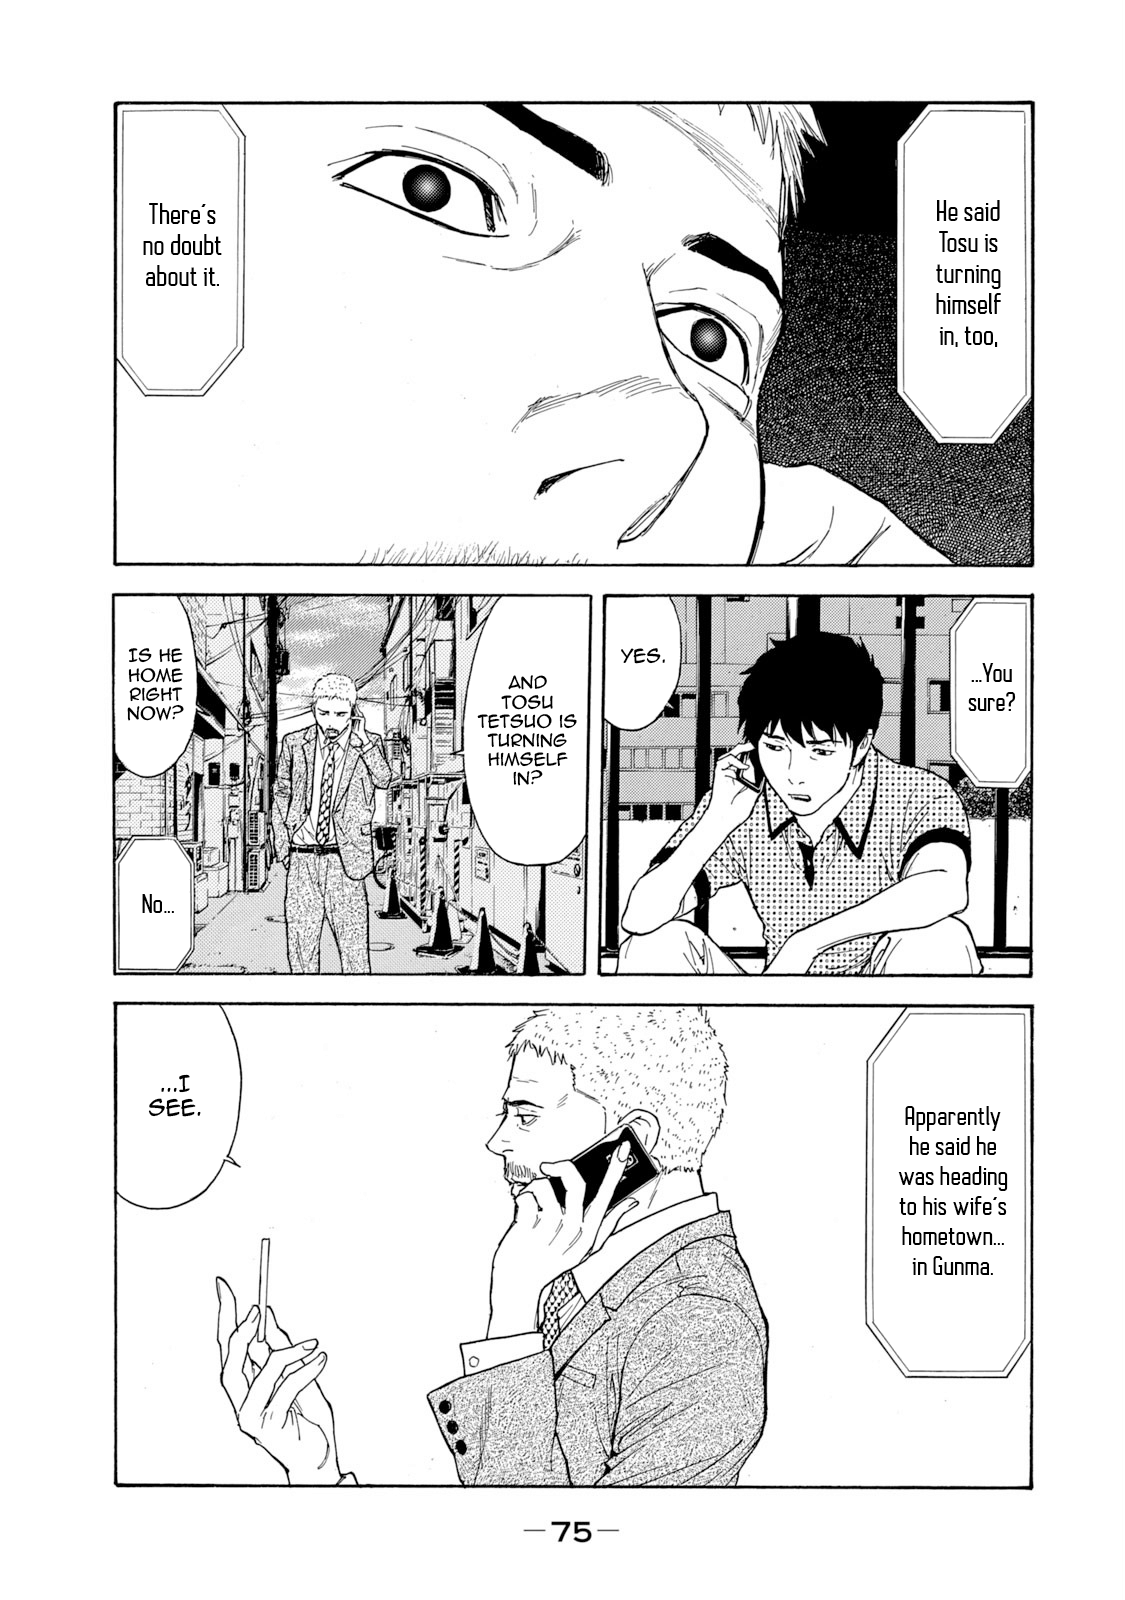 He said
Tosu is
turning
himself
in, too,
There's
no doubt
about it.
...You
sure?
YES.
AND
TOSU
TETSUO IS
TURNING
HIMSELF
IN?
IS HE
HOME
RIGHT
NOW?
No...
Apparently
he said he
was heading
to his wife's
hometown...
in Gunma.
...I
SEE.
—75—